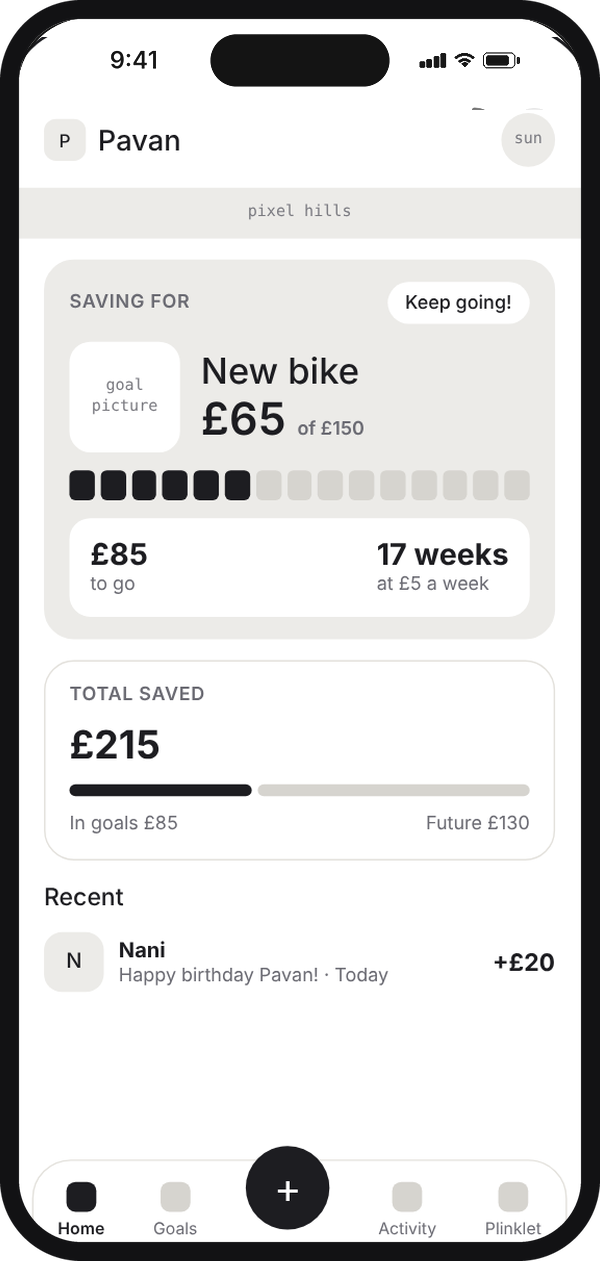 9:41
P Pavan
sun
pixel hills
SAVING FOR
Keep going!
goal
picture
New bike
£65 of £150
£85
to go
17 weeks
at £5 a week
TOTAL SAVED
£215
In goals £85
Future £130
Recent
N
Nani
Happy birthday Pavan! · Today
+£20
+
Home
Goals
Activity
Plinklet